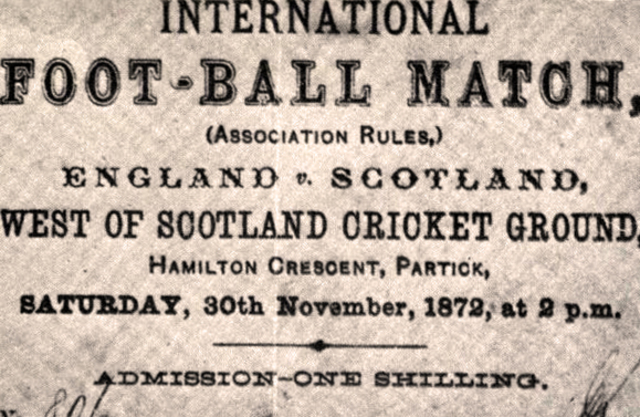 INTERNATIONAL
FOOT-BALL MATCH,
(ASSOCIATION RULES,)
ENGLAND v. SCOTLAND,
WEST OF SCOTLAND CRICKET GROUND,
HAMILTON CRESCENT, PARTICK,
SATURDAY, 30th November, 1872, at 2 p.m.
ADMISSION-ONE SHILLING.